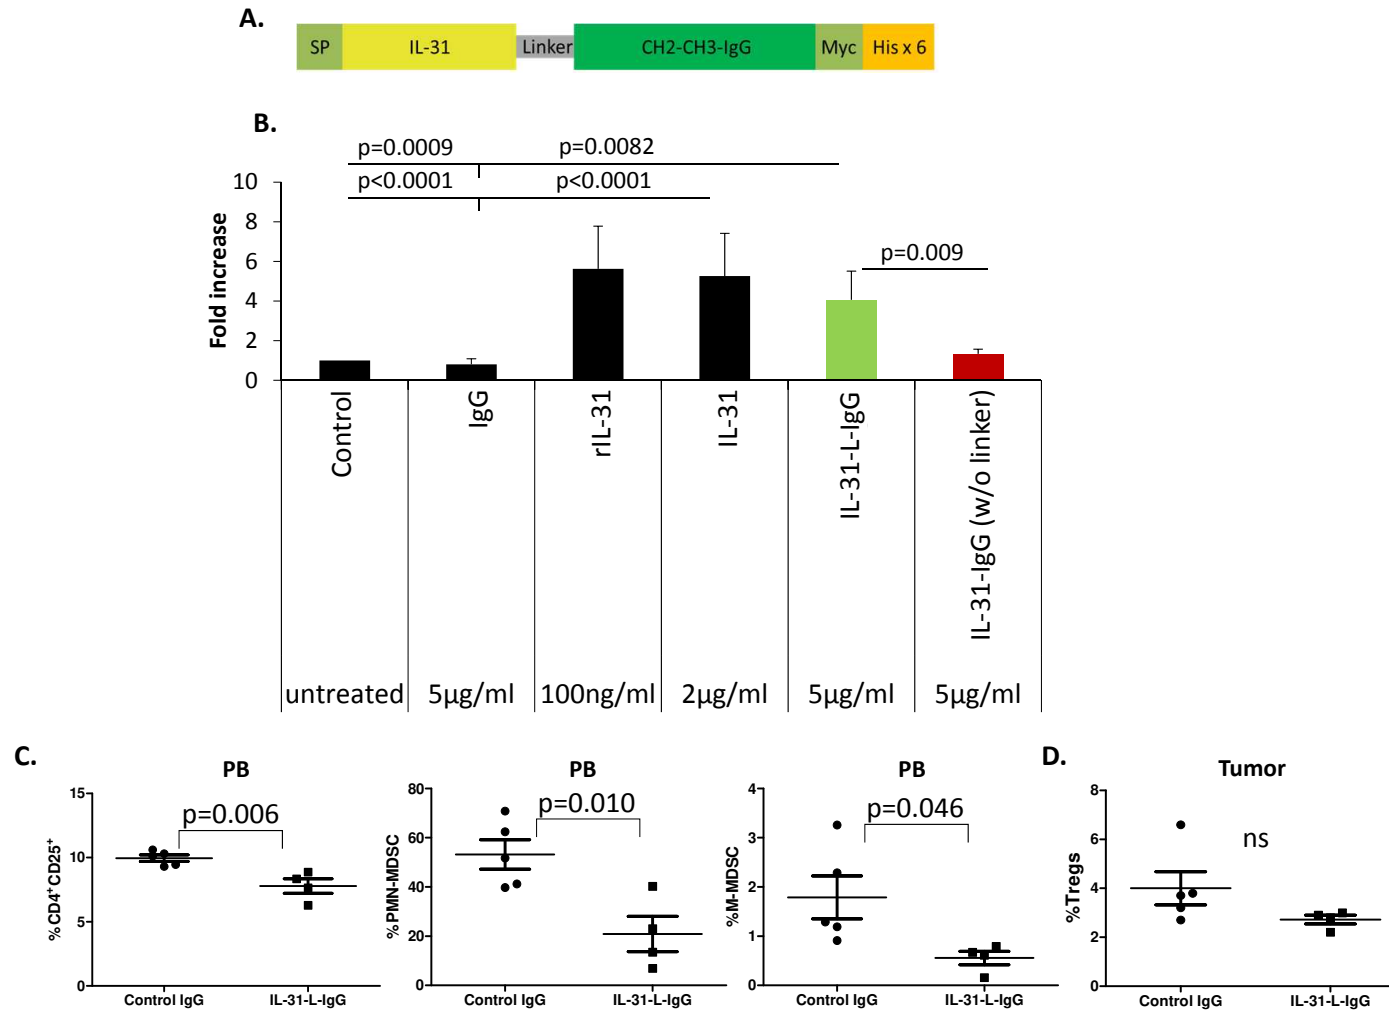 A.
SP IL-31 Linker CH2-CH3-IgG Myc His x 6
B.
p=0.0009 p=0.0082
p<0.0001 p<0.0001
p=0.009
Fold increase
10
8
6
4
2
0
Control IgG rIL-31 IL-31 IL-31-L-IgG IL-31-IgG (w/o linker)
untreated 5µg/ml 100ng/ml 2µg/ml 5µg/ml 5µg/ml
C.
PB
p=0.006
%CD4⁺ CD25⁺
15
10
5
0
Control IgG IL-31-L-IgG
PB
p=0.010
%PMN-MDSC
80
60
40
20
0
Control IgG IL-31-L-IgG
PB
p=0.046
%M-MDSC
4
3
2
1
0
Control IgG IL-31-L-IgG
D.
Tumor
ns
%Tregs
8
6
4
2
0
Control IgG IL-31-L-IgG